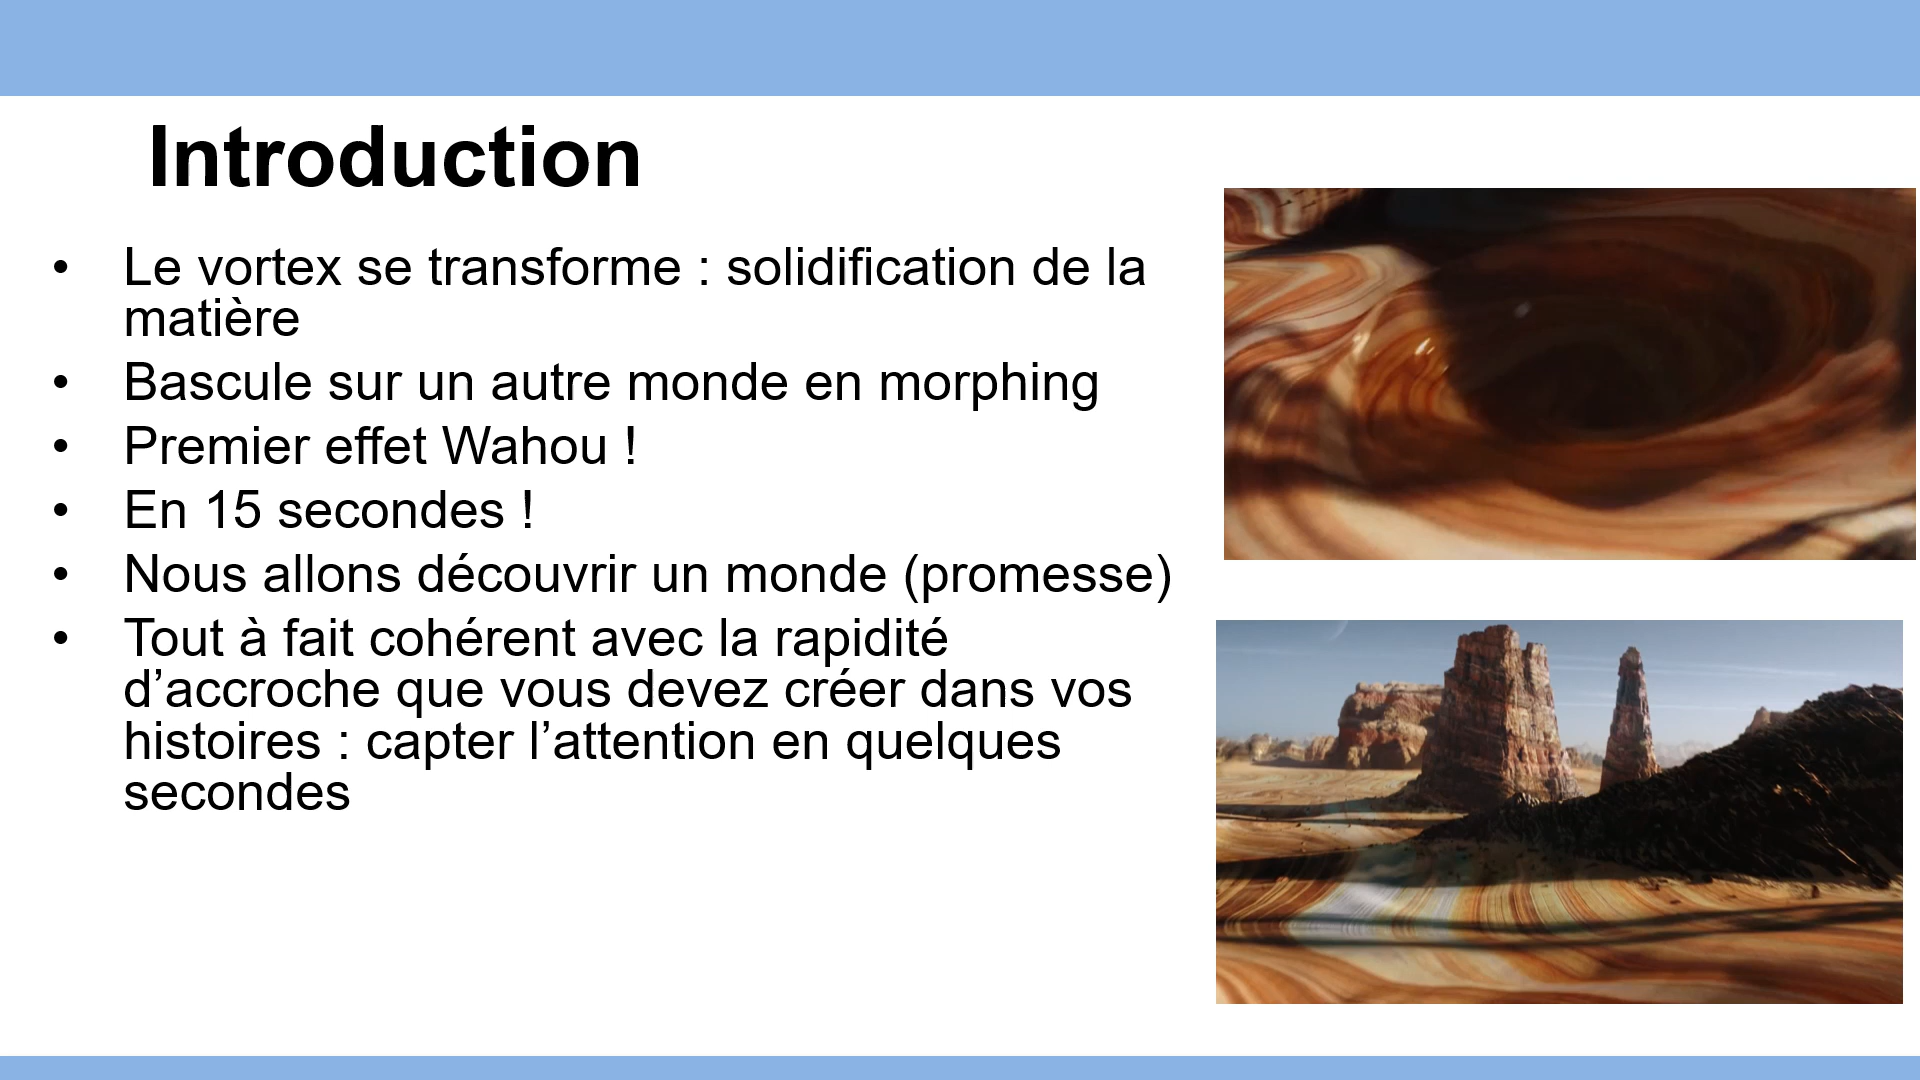 Introduction
• Le vortex se transforme : solidification de la
matière
• Bascule sur un autre monde en morphing
• Premier effet Wahou !
• En 15 secondes !
• Nous allons découvrir un monde (promesse)
• Tout à fait cohérent avec la rapidité
d’accroche que vous devez créer dans vos
histoires : capter l’attention en quelques
secondes